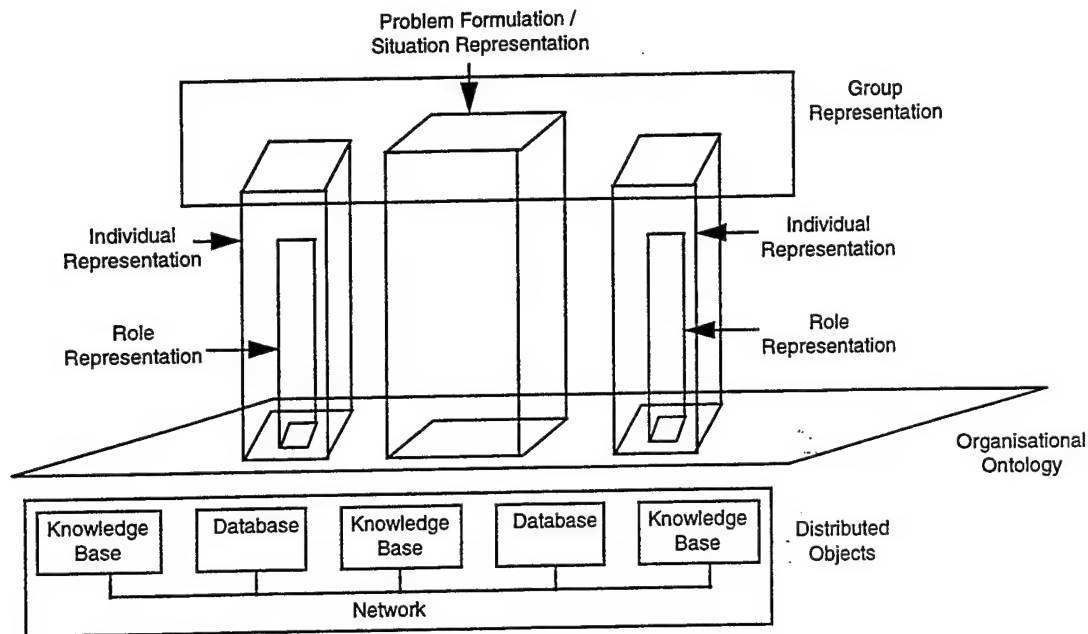 Problem Formulation /
Situation Representation
Group
Representation
Individual
Representation
Individual
Representation
Role
Representation
Role
Representation
Organisational
Ontology
Knowledge
Base
Database
Knowledge
Base
Database
Knowledge
Base
Distributed
Objects
Network